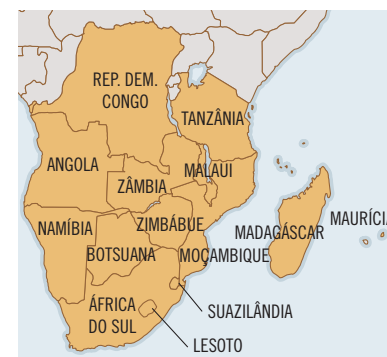 REP. DEM.
CONGO
TANZÂNIA
ANGOLA
MALAUI
ZÂMBIA
MAURÍCIA
NAMÍBIA
ZIMBÁBUE
MADAGÁSCAR
BOTSUANA
MOÇAMBIQUE
ÁFRICA
DO SUL
SUAZILÂNDIA
LESOTO